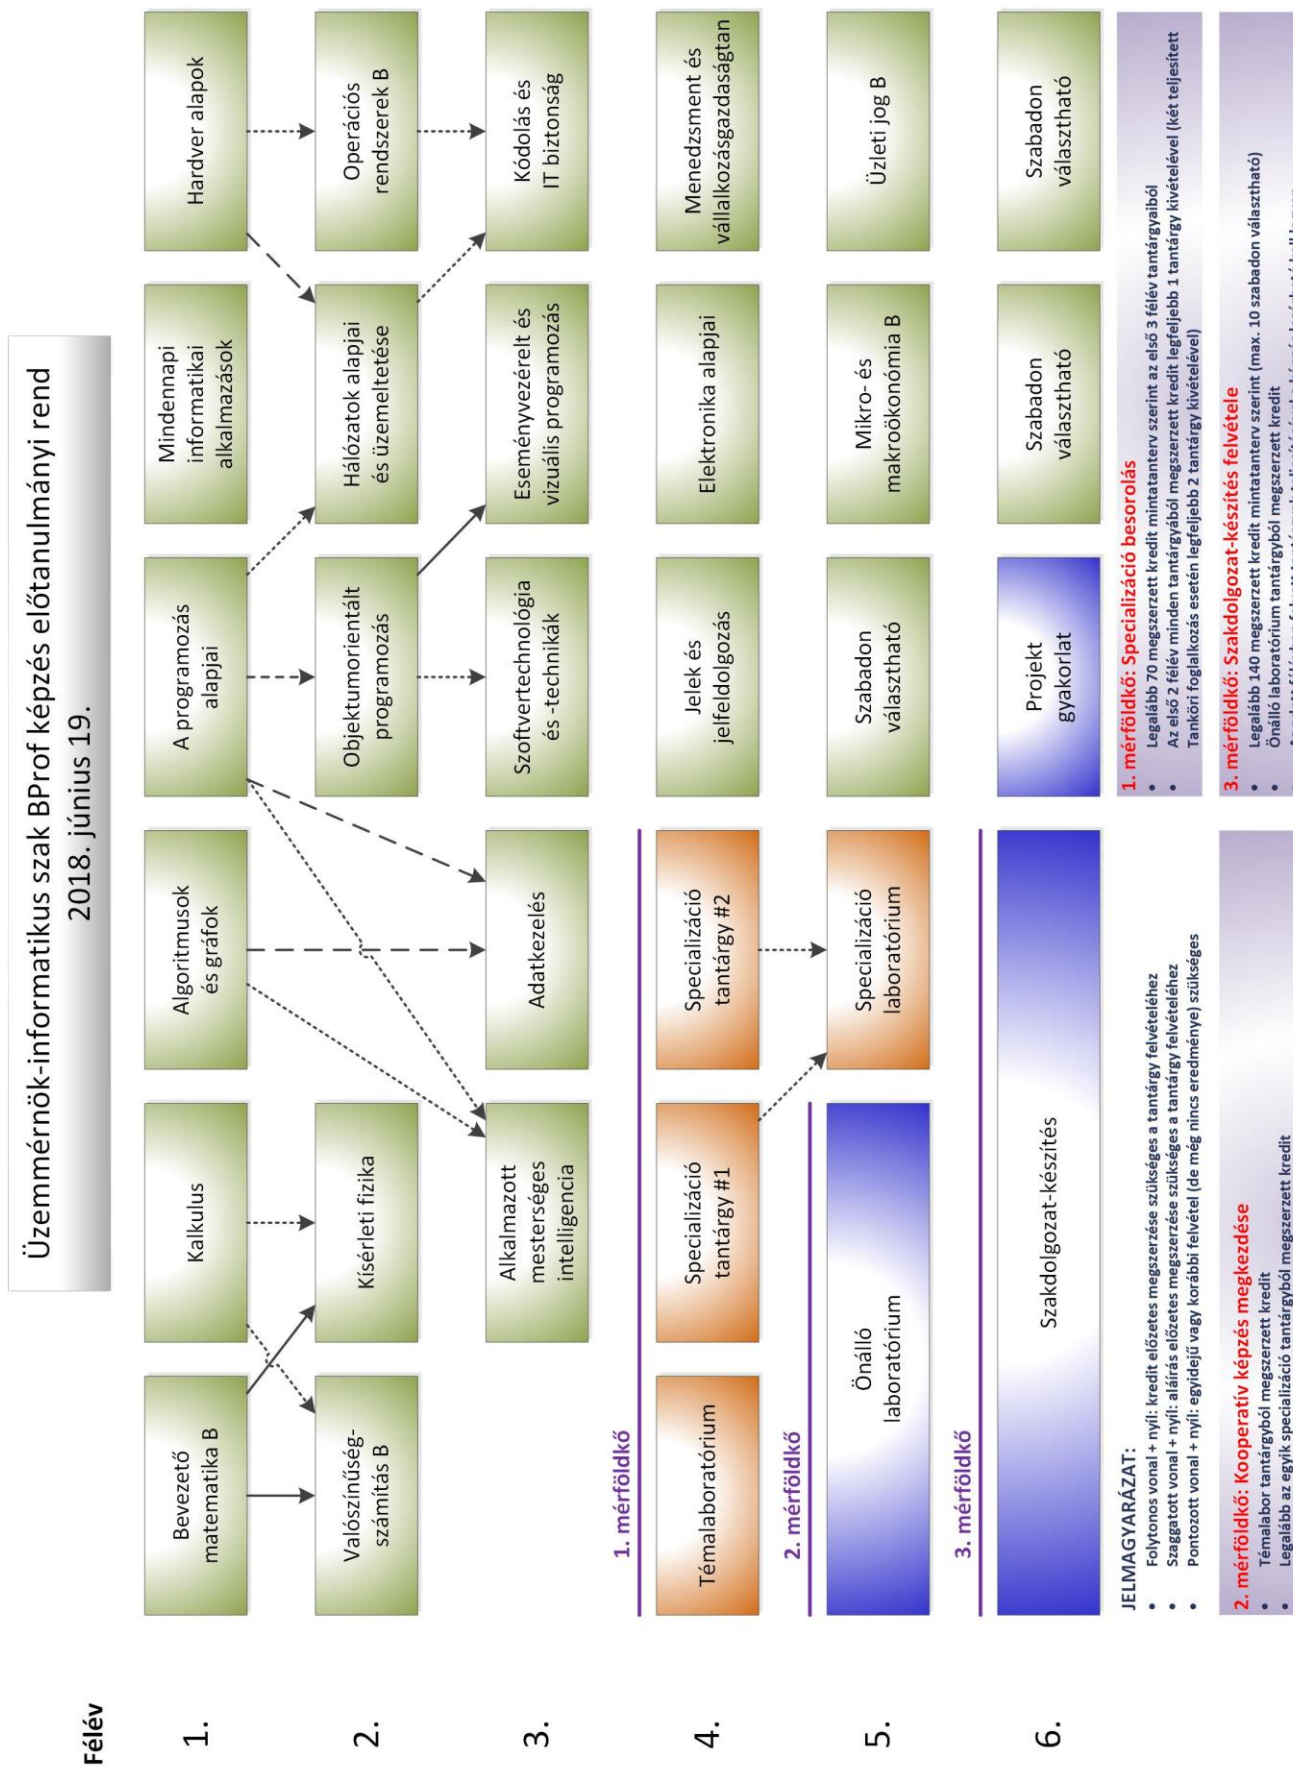 Üzemmérnök-informatikus szak BProf képzés előtanulmányi rend
2018. június 19.
Félév
1.
Bevezető
matematika B
Kalkulus
Algoritmusok
és gráfok
A programozás
alapjai
Mindennapi
informatikai
alkalmazások
Hardver alapok
2.
Valószínűség-
számítás B
Kísérleti fizika
Objektumorientált
programozás
Hálózatok alapjai
és üzemeltetése
Operációs
rendszerek B
3.
Alkalmazott
mesterséges
intelligencia
Adatkezelés
Szoftvertechnológia
és -technikák
Eseményvezérelt és
vizuális programozás
Kódolás és
IT biztonság
1. mérföldkő
4.
Témalaboratórium
Specializáció
tantárgy #1
Specializáció
tantárgy #2
Jelek és
jelfeldolgozás
Elektronika alapjai
Menedzsment és
vállalkozásgazdaságtan
2. mérföldkő
5.
Önálló
laboratórium
Specializáció
laboratórium
Szabadon
választható
Mikro- és
makroökonómia B
Üzleti jog B
3. mérföldkő
6.
Szakdolgozat-készítés
Projekt
gyakorlat
Szabadon
választható
Szabadon
választható
JELMAGYARÁZAT:
• Folytonos vonal + nyíl: kredit előzetes megszerzése szükséges a tantárgy felvételéhez
• Szaggatott vonal + nyíl: aláírás előzetes megszerzése szükséges a tantárgy felvételéhez
• Pontozott vonal + nyíl: egyidejű vagy korábbi felvétel (de még nincs eredménye) szükséges
1. mérföldkő: Specializáció besorolás
• Legalább 70 megszerzett kredit mintatanterv szerint az első 3 félév tantárgyaiból
• Az első 2 félév minden tantárgyából megszerzett kredit legfeljebb 1 tantárgy kivételével (két teljesített
Tanköri foglalkozás esetén legfeljebb 2 tantárgy kivételével)
2. mérföldkő: Kooperatív képzés megkezdése
• Témalabor tantárgyból megszerzett kredit
• Legalább az egyik specializáció tantárgyból megszerzett kredit
3. mérföldkő: Szakdolgozat-készítés felvétele
• Legalább 140 megszerzett kredit mintatanterv szerint (max. 10 szabadon választható)
• Önálló laboratórium tantárgyból megszerzett kredit